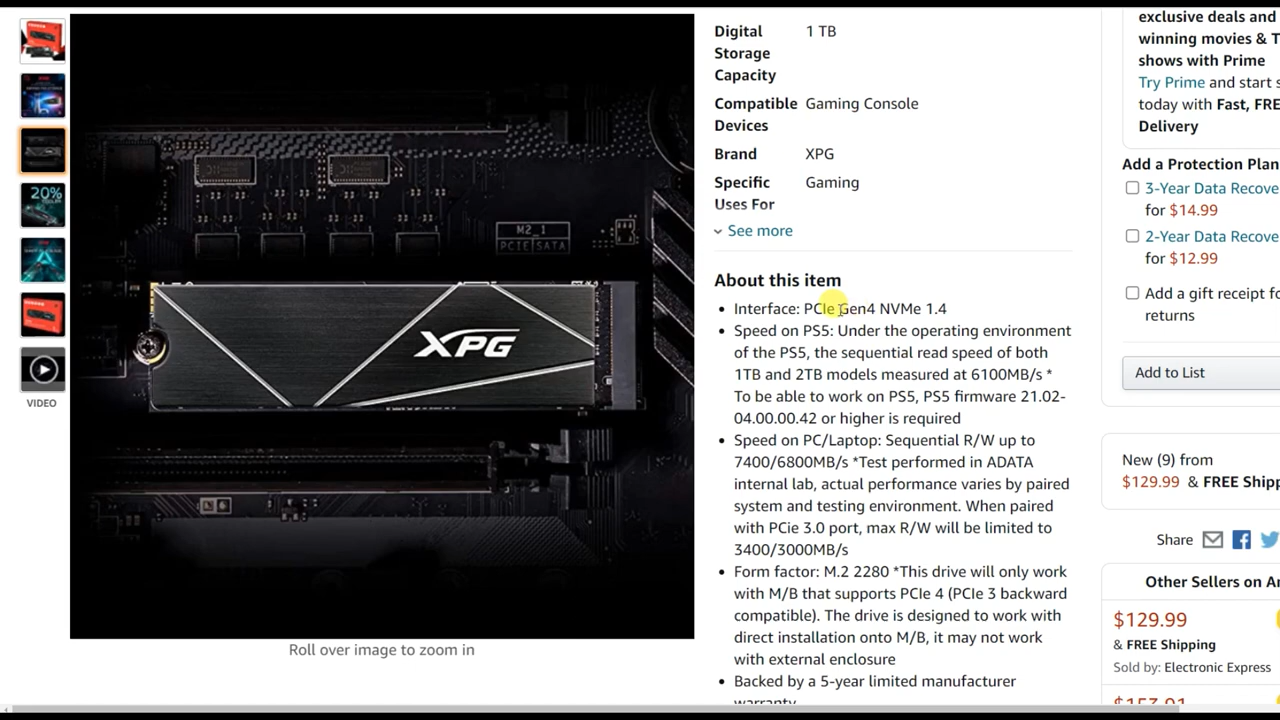 20%
VIDEO
M2_1
PCIE SATA
XPG
Roll over image to zoom in
Digital
Storage
Capacity
1 TB
Compatible
Devices
Gaming Console
Brand
XPG
Specific
Uses For
Gaming
See more
About this item
Interface: PCIe Gen4 NVMe 1.4
Speed on PS5: Under the operating environment
of the PS5, the sequential read speed of both
1TB and 2TB models measured at 6100MB/s *
To be able to work on PS5, PS5 firmware 21.02-
04.00.00.42 or higher is required
Speed on PC/Laptop: Sequential R/W up to
7400/6800MB/s *Test performed in ADATA
internal lab, actual performance varies by paired
system and testing environment. When paired
with PCie 3.0 port, max R/W will be limited to
3400/3000MB/s
Form factor: M.2 2280 *This drive will only work
with M/B that supports PCIe 4 (PCIe 3 backward
compatible). The drive is designed to work with
direct installation onto M/B, it may not work
with external enclosure
Backed by a 5-year limited manufacturer
warranty
exclusive deals and
winning movies & T
shows with Prime
Try Prime and start s
today with Fast, FRE
Delivery
Add a Protection Plan
3-Year Data Recove
for $14.99
2-Year Data Recove
for $12.99
Add a gift receipt fo
returns
Add to List
New (9) from
$129.99 & FREE Shipp
Share
Other Sellers on A
$129.99
& FREE Shipping
Sold by: Electronic Express